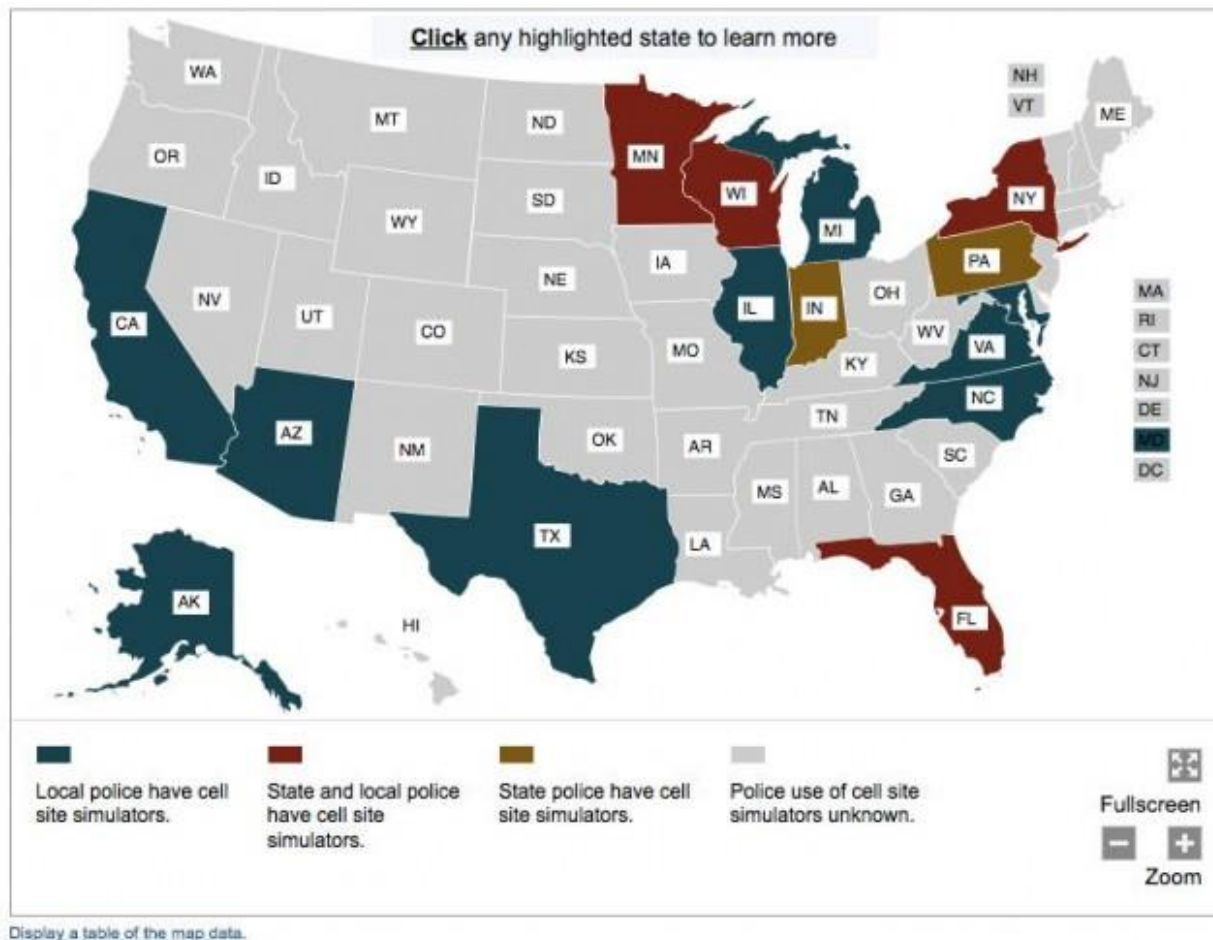 Click any highlighted state to learn more
WA
MT
ND
MN
NH
VT
ME
OR
ID
SD
WI
NY
WY
MI
IA
PA
NE
OH
NV
IL
IN
MA
CA
UT
CO
WV
RI
VA
KS
MO
KY
CT
NJ
NC
TN
DE
AZ
OK
NM
AR
MD
SC
DC
MS
AL
GA
TX
LA
AK
FL
HI
Local police have cell
site simulators.
State and local police
have cell site
simulators.
State police have cell
site simulators.
Police use of cell site
simulators unknown.
Fullscreen
Zoom
Display a table of the map data.